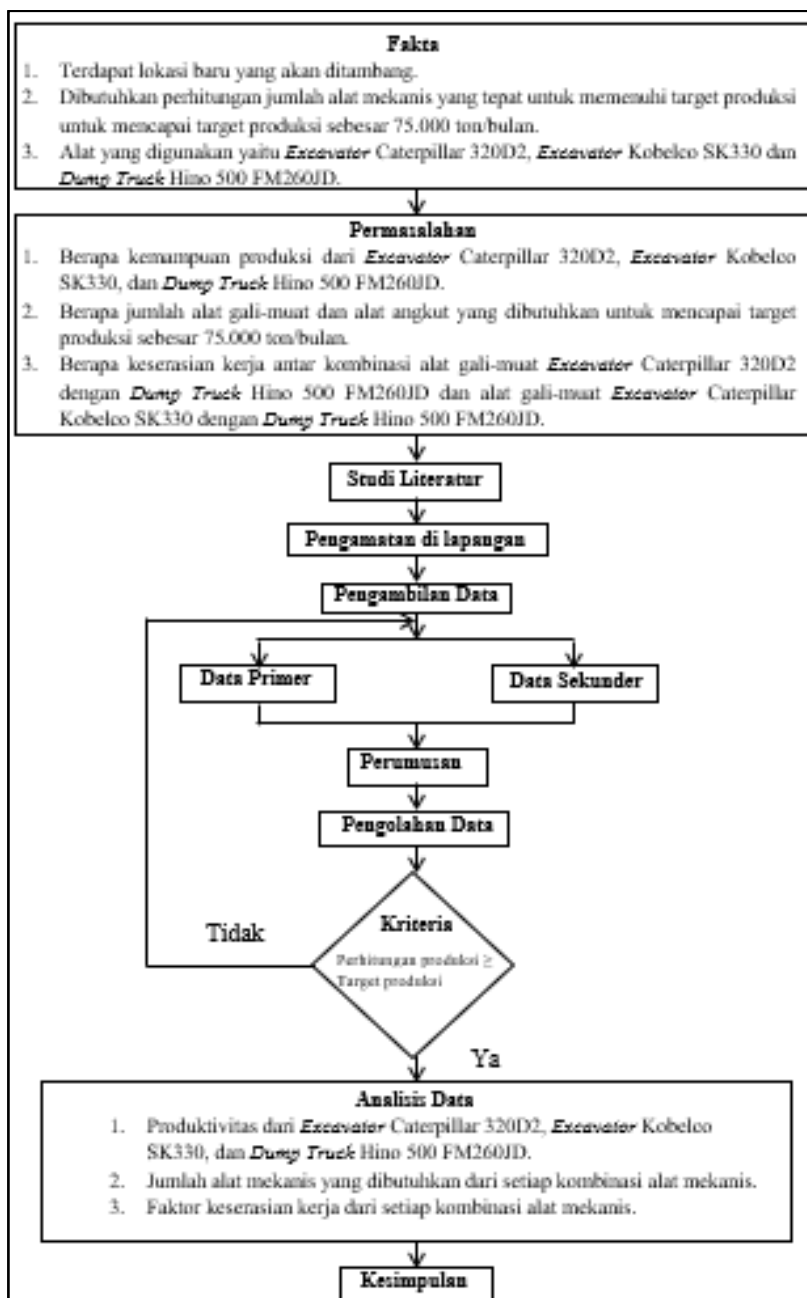 Fakta
1. Terdapat lokasi baru yang akan ditambang.
2. Dibutuhkan perhitungan jumlah alat mekanis yang tepat untuk memenuhi target produksi
untuk mencapai target produksi sebesar 75.000 ton/bulan.
3. Alat yang digunakan yaitu Excavator Caterpillar 320D2, Excavator Kobelco SK330 dan
Dump Truck Hino 500 FM260JD.
Permasalahan
1. Berapa kemampuan produksi dari Excavator Caterpillar 320D2, Excavator Kobelco
SK330, dan Dump Truck Hino 500 FM260JD.
2. Berapa jumlah alat gali-muat dan alat angkut yang dibutuhkan untuk mencapai target
produksi sebesar 75.000 ton/bulan.
3. Berapa keserasian kerja antar kombinasi alat gali-muat Excavator Caterpillar 320D2
dengan Dump Truck Hino 500 FM260JD dan alat gali-muat Excavator Caterpillar
Kobelco SK330 dengan Dump Truck Hino 500 FM260JD.
Studi Literatur
Pengamatan di lapangan
Pengambilan Data
Data Primer
Data Sekunder
Perumusan
Pengolahan Data
Kriteria
Tidak
Perhitungan produksi ≥
Target produksi
Ya
Analisis Data
1. Produktivitas dari Excavator Caterpillar 320D2, Excavator Kobelco
SK330, dan Dump Truck Hino 500 FM260JD.
2. Jumlah alat mekanis yang dibutuhkan dari setiap kombinasi alat mekanis.
3. Faktor keserasian kerja dari setiap kombinasi alat mekanis.
Kesimpulan